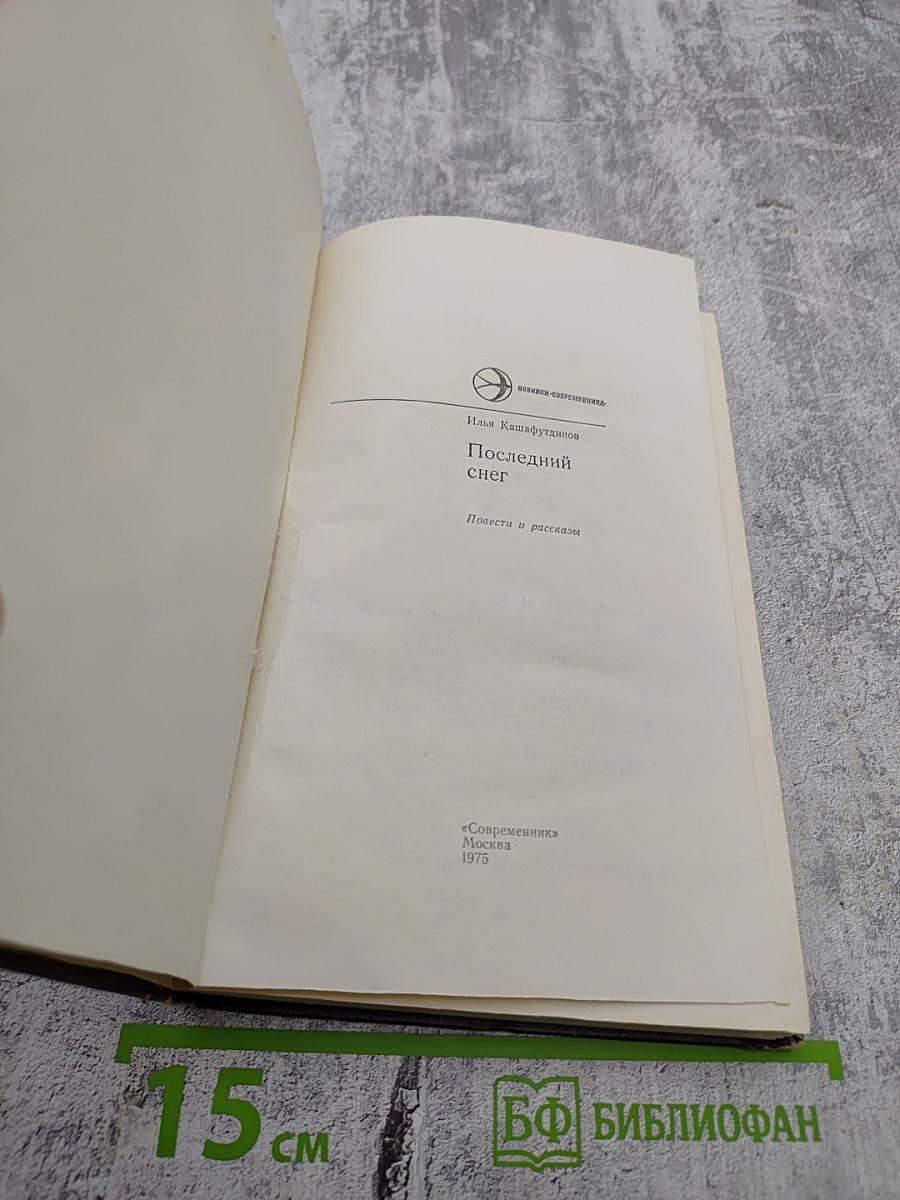 НОВИНКИ «СОВРЕМЕННИКА»
Илья Кашафутдинов
Последний
снег
Повести и рассказы
«Современник»
Москва
1975
15 см
БФ БИБЛИОФАН